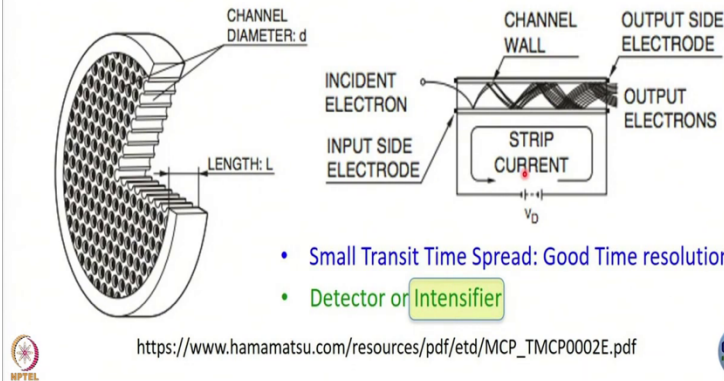 CHANNEL
DIAMETER: d
LENGTH: L
CHANNEL
WALL
OUTPUT SIDE
ELECTRODE
INCIDENT
ELECTRON
OUTPUT
ELECTRONS
INPUT SIDE
ELECTRODE
STRIP
CURRENT
VD
• Small Transit Time Spread: Good Time resolution
• Detector or Intensifier
https://www.hamamatsu.com/resources/pdf/etd/MCP_TMCP0002E.pdf
NPTEL